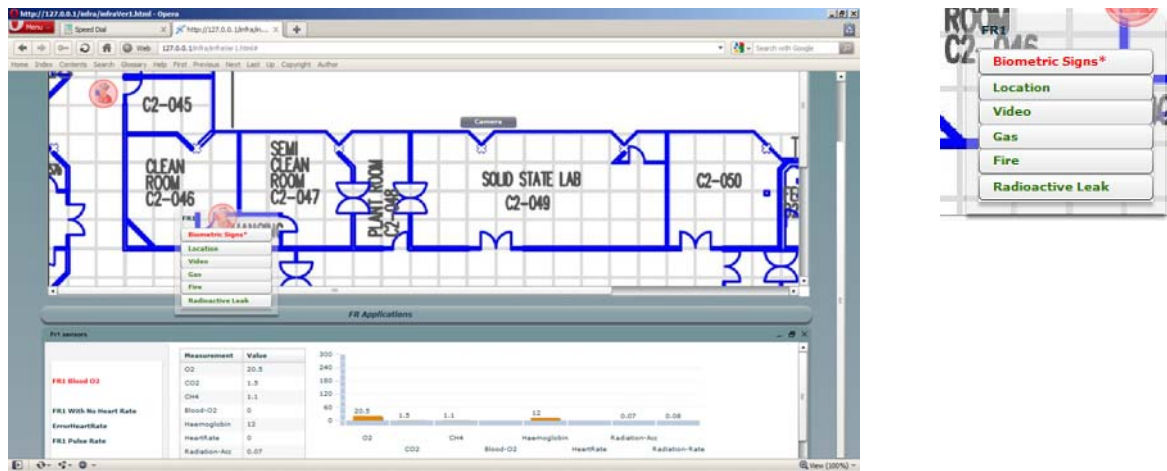 http://127.0.0.1/infra/infraVer1.html - Opera
Menu
Speed Dial
http://127.0.0.1/infra/in...
Web
127.0.0.1/infra/infraVer1.html#
Search with Google
Home Index Contents Search Glossary Help First Previous Next Last Up Copyright Author
C2-045
Camera
CLEAN ROOM C2-046
SEMI CLEAN ROOM C2-047
PLANT ROOM C2-048
SOLID STATE LAB C2-049
C2-050
FR1
Biometric Signs*
Location
Video
Gas
Fire
Radioactive Leak
FR Applications
Fr1 sensors
FR1 Blood O2
FR1 With No Heart Rate
ErrorHeartRate
FR1 Pulse Rate
Measurement Value
O2 20.5
CO2 1.5
CH4 1.1
Blood-O2 0
Haemoglobin 12
HeartRate 0
Radiation-Acc 0.07
300
240
180
120
60
0
20.5 1.5 1.1 12 0.07 0.08
O2 CH4 Haemoglobin Radiation-Acc
CO2 Blood-O2 HeartRate Radiation-Rate
View (100%)
ROOM
C2-046
FR1
Biometric Signs*
Location
Video
Gas
Fire
Radioactive Leak